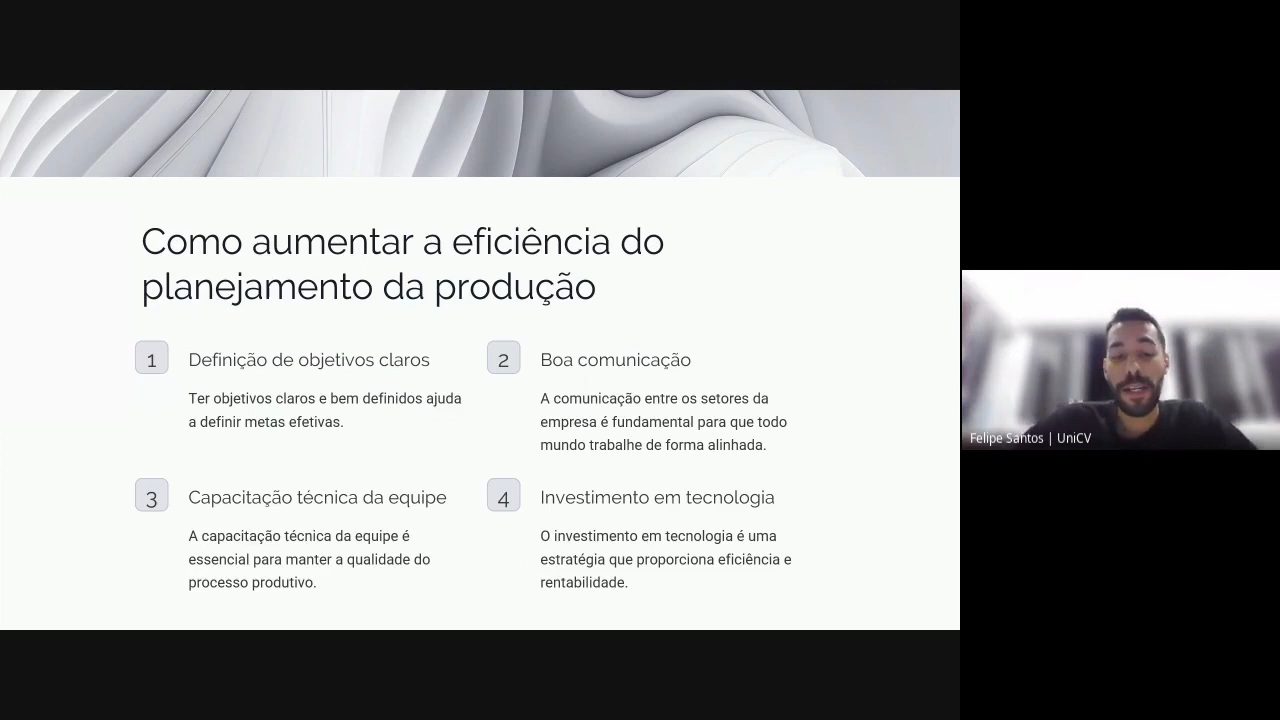 Como aumentar a eficiência do
planejamento da produção
1
Definição de objetivos claros
Ter objetivos claros e bem definidos ajuda
a definir metas efetivas.
2
Boa comunicação
A comunicação entre os setores da
empresa é fundamental para que todo
mundo trabalhe de forma alinhada.
3
Capacitação técnica da equipe
A capacitação técnica da equipe é
essencial para manter a qualidade do
processo produtivo.
4
Investimento em tecnologia
O investimento em tecnologia é uma
estratégia que proporciona eficiência e
rentabilidade.
Felipe Santos | UniCV